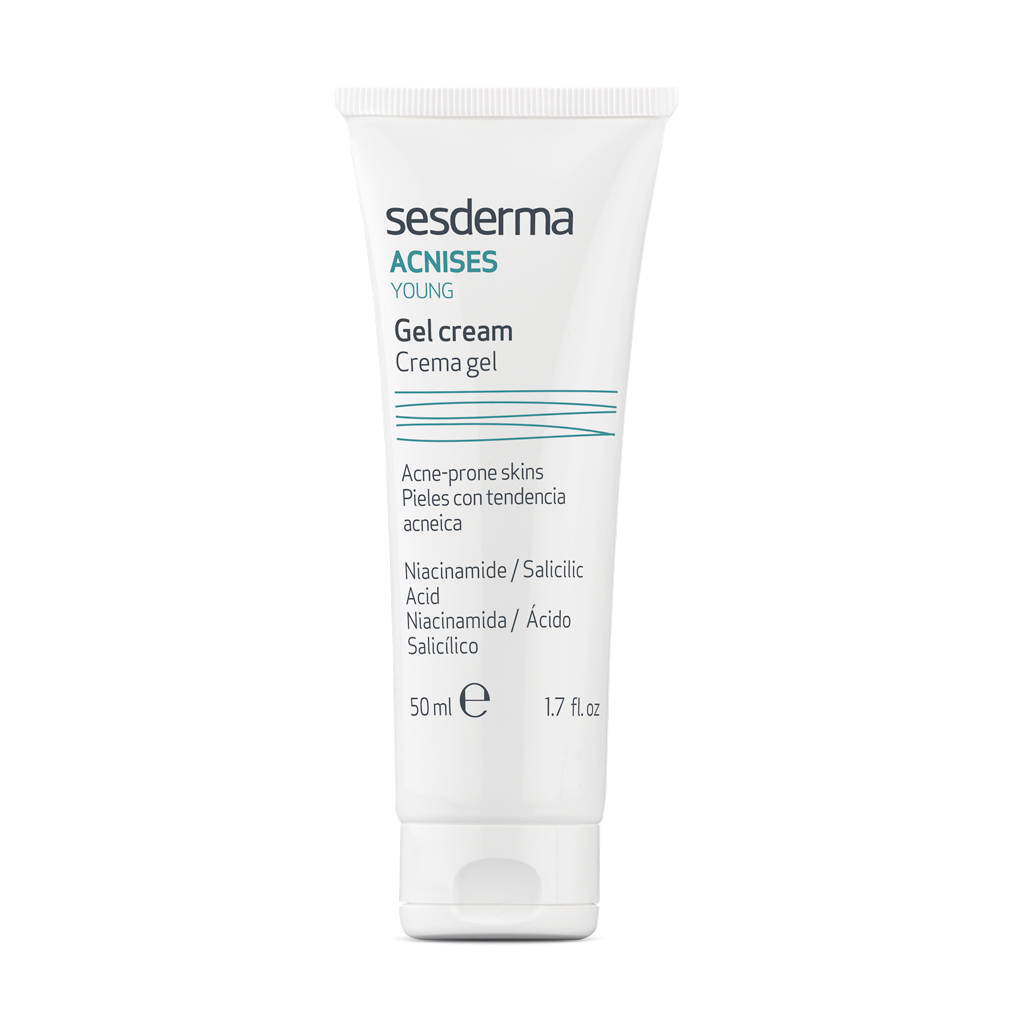 sesderma
ACNISES
YOUNG
Gel cream
Crema gel
Acne-prone skins
Pieles con tendencia
acneica
Niacinamide / Salicilic
Acid
Niacinamida / Ácido
Salicílico
50 ml ℮ 1.7 fl. oz